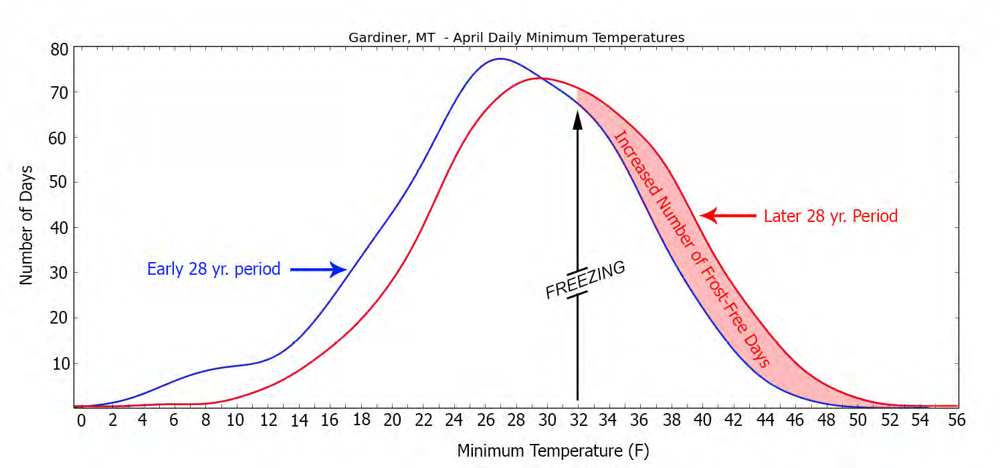 Gardiner, MT - April Daily Minimum Temperatures
80
70
60
50
40
30
20
10
Number of Days
Early 28 yr. period
FREEZING
Increased Number of Frost-Free Days
Later 28 yr. Period
0 2 4 6 8 10 12 14 16 18 20 22 24 26 28 30 32 34 36 38 40 42 44 46 48 50 52 54 56
Minimum Temperature (F)